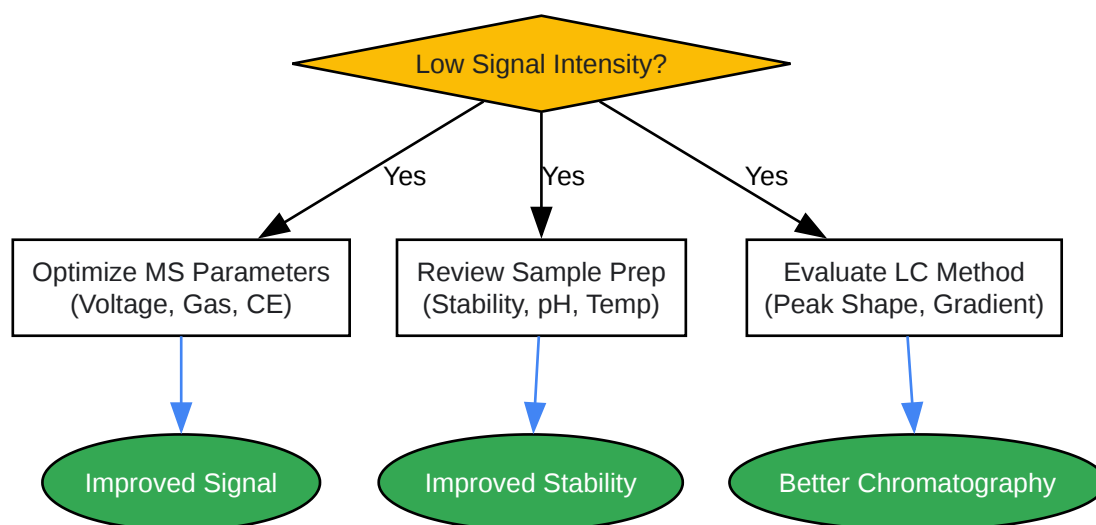 Low Signal Intensity?
Yes
Yes
Yes
Optimize MS Parameters
(Voltage, Gas, CE)
Review Sample Prep
(Stability, pH, Temp)
Evaluate LC Method
(Peak Shape, Gradient)
Improved Signal
Improved Stability
Better Chromatography